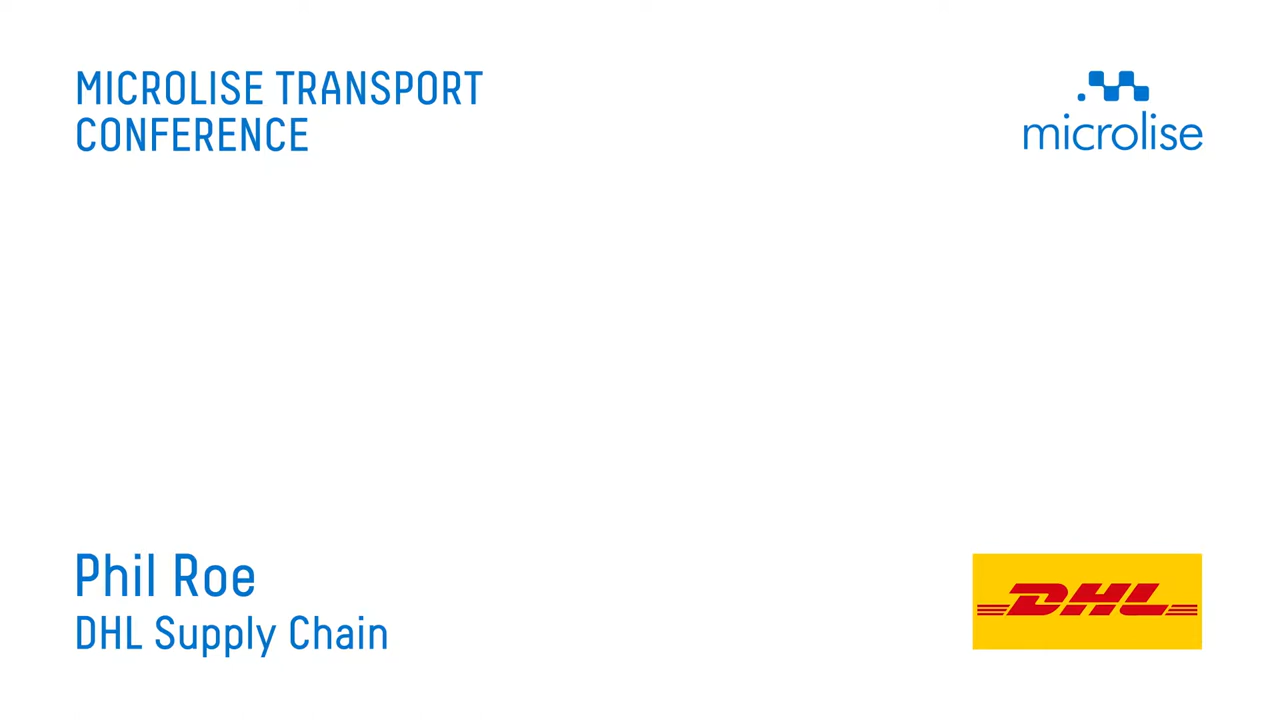 MICROLISE TRANSPORT
CONFERENCE
microlise
Phil Roe
DHL Supply Chain
DHL